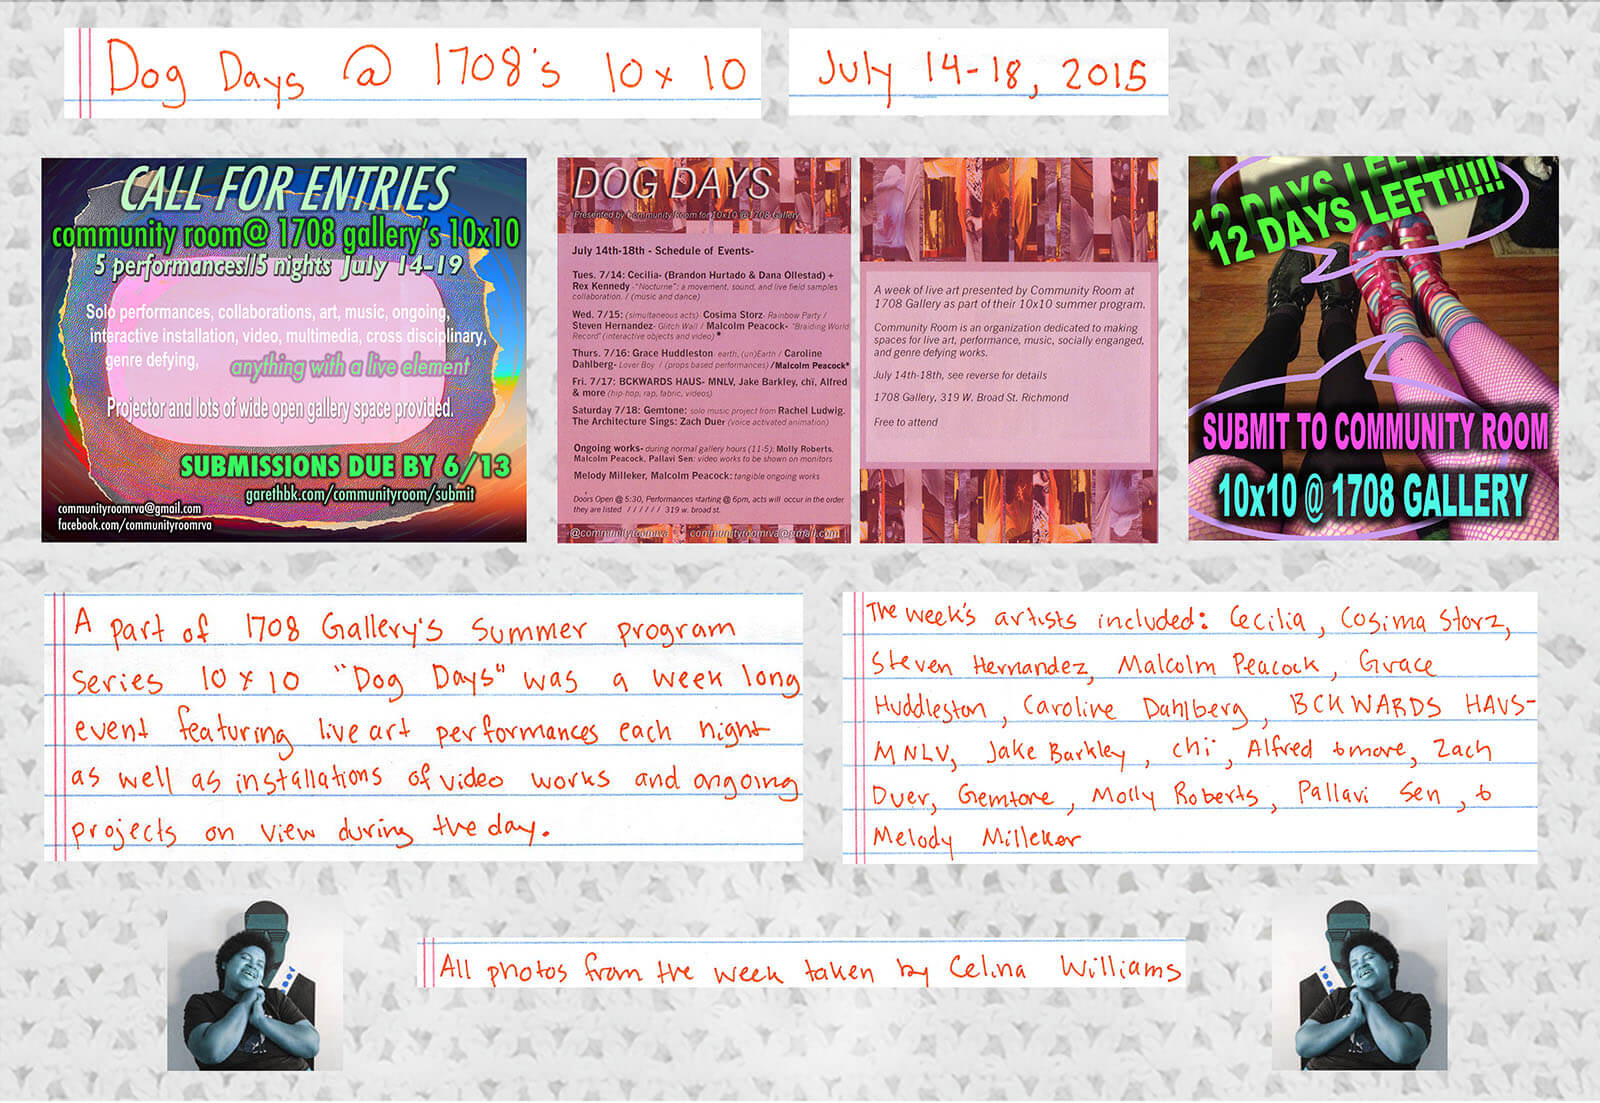 Dog Days @ 1708's 10x10
July 14-18, 2015
CALL FOR ENTRIES
community room@ 1708 gallery's 10x10
5 performances//5 nights July 14-19
Solo performances, collaborations, art, music, ongoing,
interactive installation, video, multimedia, cross disciplinary,
genre defying, anything with a live element
Projector and lots of wide open gallery space provided.
SUBMISSIONS DUE BY 6/13
garethbk.com/communityroom/submit
communityroomrva@gmail.com
facebook.com/communityroomrva
DOG DAYS
Presented by Community Room for 10x10 @ 1708 Gallery
July 14th-18th - Schedule of Events-
Tues. 7/14: Cecilia- (Brandon Hurtado & Dana Ollestad) +
Rex Kennedy -"Nocturne": a movement, sound, and live field samples
collaboration. / (music and dance)
Wed. 7/15: (simultaneous acts) Cosima Storz- Rainbow Party /
Steven Hernandez- Glitch Wall / Malcolm Peacock- "Braiding World
Record" (interactive objects and video) *
Thurs. 7/16: Grace Huddleston earth, (un)Earth / Caroline
Dahlberg- Lover Boy / (props based performances) /Malcolm Peacock*
Fri. 7/17: BCKWARDS HAUS- MNLV, Jake Barkley, chi, Alfred
& more (hip-hop, rap, fabric, videos)
Saturday 7/18: Gemtone: solo music project from Rachel Ludwig.
The Architecture Sings: Zach Duer (voice activated animation)
Ongoing works- during normal gallery hours (11-5): Molly Roberts,
Malcolm Peacock, Pallavi Sen: video works to be shown on monitors
Melody Milleker, Malcolm Peacock: tangible ongoing works
Doors Open @ 5:30, Performances starting @ 6pm, acts will occur in the order
they are listed / / / / / / 319 w. broad st.
@communityroomrva communityroomrva@gmail.com
A week of live art presented by Community Room at
1708 Gallery as part of their 10x10 summer program.
Community Room is an organization dedicated to making
spaces for live art, performance, music, socially enganged,
and genre defying works.
July 14th-18th, see reverse for details
1708 Gallery, 319 W. Broad St. Richmond
Free to attend
12 DAYS LEFT!!!!!
12 DAYS LEFT!!!!!
SUBMIT TO COMMUNITY ROOM
10x10 @ 1708 GALLERY
A part of 1708 Gallery's summer program
series 10 x 10 "Dog Days" was a week long
event featuring live art performances each night
as well as installations of video works and ongoing
projects on view during the day.
The week's artists included: Cecilia, Cosima Storz,
Steven Hernandez, Malcolm Peacock, Grace
Huddleston, Caroline Dahlberg, BCKWARDS HAUS-
MNLV, Jake Barkley, chi, Alfred & more, Zach
Duer, Gemtone, Molly Roberts, Pallavi Sen, &
Melody Milleker
All photos from the week taken by Celina Williams